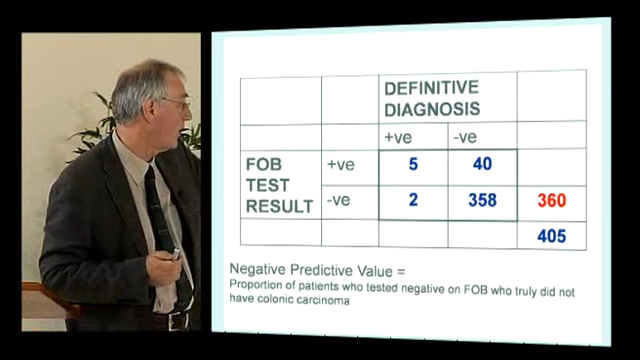 DEFINITIVE
DIAGNOSIS
+ve -ve
FOB
TEST
RESULT
+ve 5 40
-ve 2 358 360
405
Negative Predictive Value =
Proportion of patients who tested negative on FOB who truly did not
have colonic carcinoma